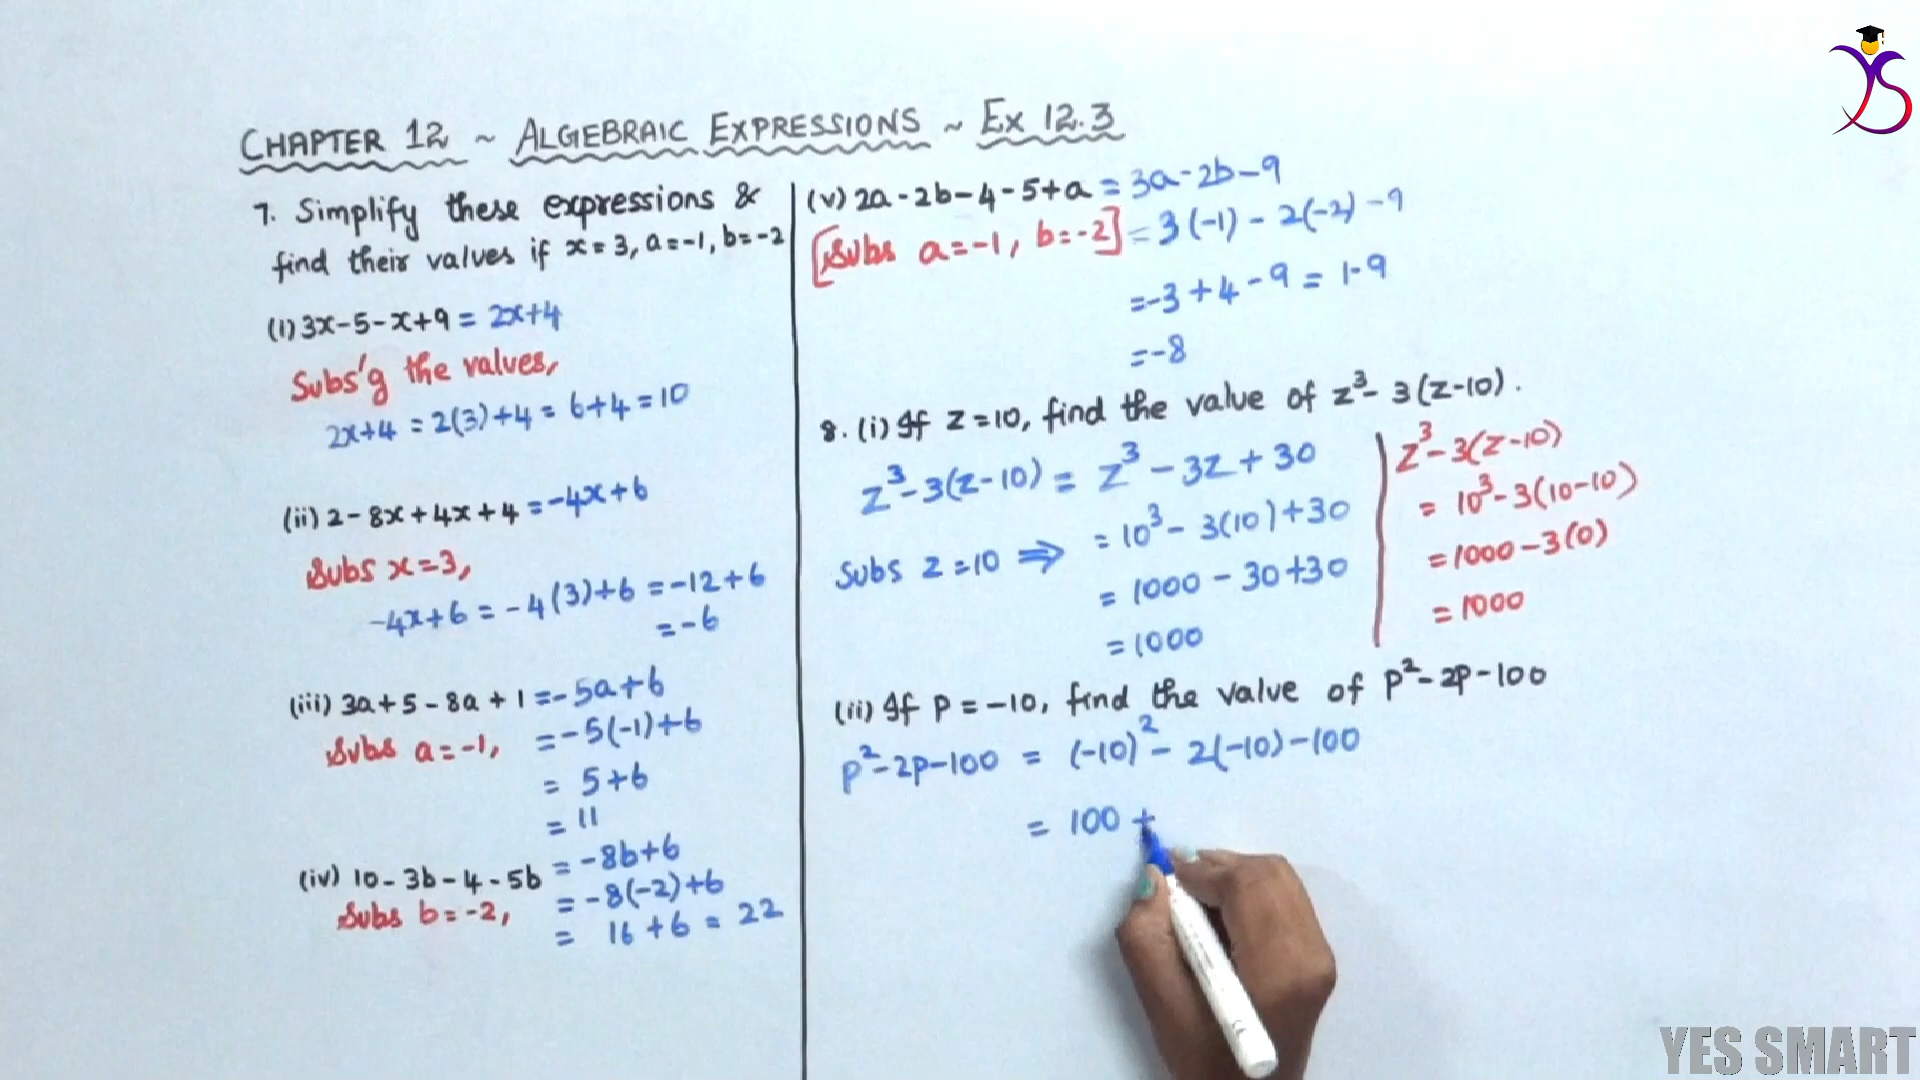 CHAPTER 12 ~ ALGEBRAIC EXPRESSIONS ~ Ex 12.3
7. Simplify these expressions &
find their values if x = 3, a = -1, b = -2
(i) 3x - 5 - x + 9 = 2x + 4
Subs'g the values,
2x + 4 = 2(3) + 4 = 6 + 4 = 10
(ii) 2 - 8x + 4x + 4 = -4x + 6
Subs x = 3,
-4x + 6 = -4(3) + 6 = -12 + 6
= -6
(iii) 3a + 5 - 8a + 1 = -5a + 6
Subs a = -1, = -5(-1) + 6
= 5 + 6
= 11
(iv) 10 - 3b - 4 - 5b = -8b + 6
Subs b = -2, = -8(-2) + 6
= 16 + 6 = 22
(v) 2a - 2b - 4 - 5 + a = 3a - 2b - 9
[Subs a = -1, b = -2] = 3(-1) - 2(-2) - 9
= -3 + 4 - 9 = 1 - 9
= -8
8. (i) If z = 10, find the value of z³ - 3(z - 10).
z³ - 3(z - 10) = z³ - 3z + 30
Subs z = 10 ⇒ = 10³ - 3(10) + 30
= 1000 - 30 + 30
= 1000
z³ - 3(z - 10)
= 10³ - 3(10 - 10)
= 1000 - 3(0)
= 1000
(ii) If P = -10, find the value of P² - 2P - 100
P² - 2P - 100 = (-10)² - 2(-10) - 100
= 100 +
YS
YES SMART